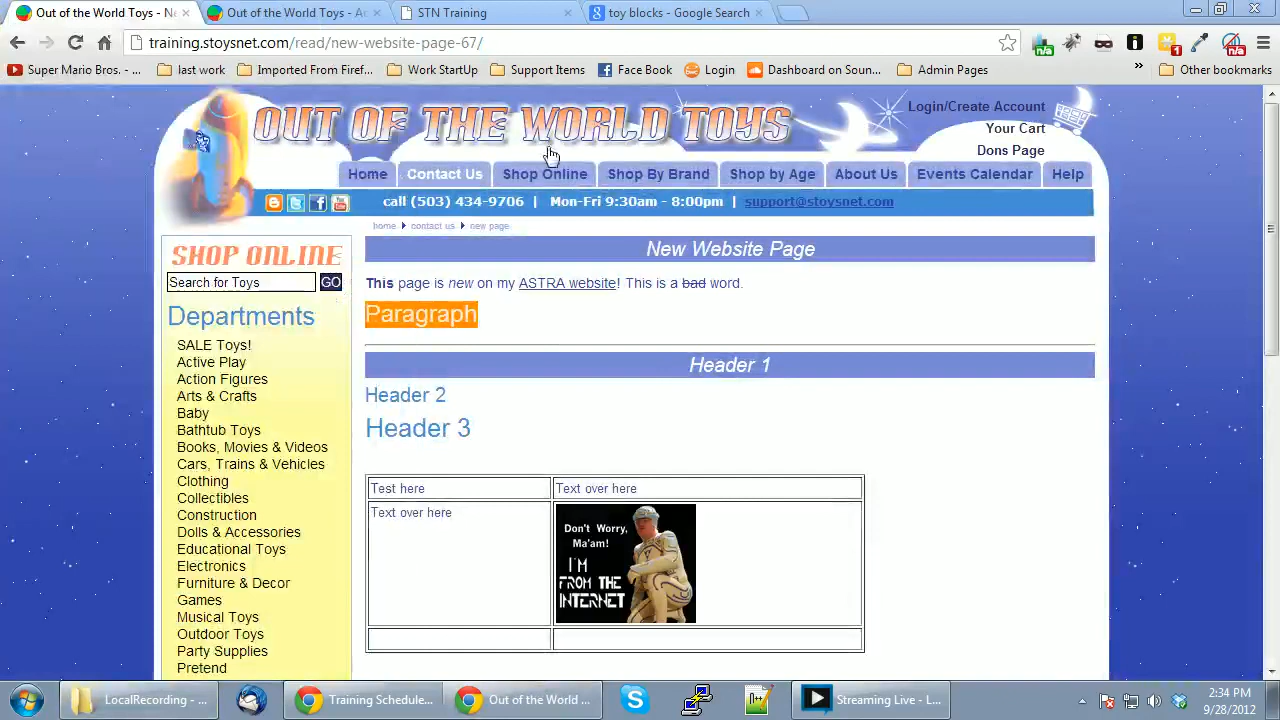 Out of the World Toys - Ne
Out of the World Toys - Ac
STN Training
toy blocks - Google Search
training.stoysnet.com/read/new-website-page-67/
n/a
1
n/a
Super Mario Bros. - ...
last work
Imported From Firef...
Work StartUp
Support Items
Face Book
Login
Dashboard on Soun...
Admin Pages
»
Other bookmarks
OUT OF THE WORLD TOYS
Login/Create Account
Your Cart
Dons Page
Home
Contact Us
Shop Online
Shop By Brand
Shop by Age
About Us
Events Calendar
Help
call (503) 434-9706 | Mon-Fri 9:30am - 8:00pm | support@stoysnet.com
home contact us new page
SHOP ONLINE
Search for Toys GO
Departments
SALE Toys!
Active Play
Action Figures
Arts & Crafts
Baby
Bathtub Toys
Books, Movies & Videos
Cars, Trains & Vehicles
Clothing
Collectibles
Construction
Dolls & Accessories
Educational Toys
Electronics
Furniture & Decor
Games
Musical Toys
Outdoor Toys
Party Supplies
Pretend
New Website Page
This page is new on my ASTRA website! This is a bad word.
Paragraph
Header 1
Header 2
Header 3
Test here
Text over here
Text over here
Don't Worry,
Ma'am!
I'M
FROM THE
INTERNET
LocalRecording - ...
Training Schedule...
Out of the World ...
Streaming Live - L...
2:34 PM
9/28/2012